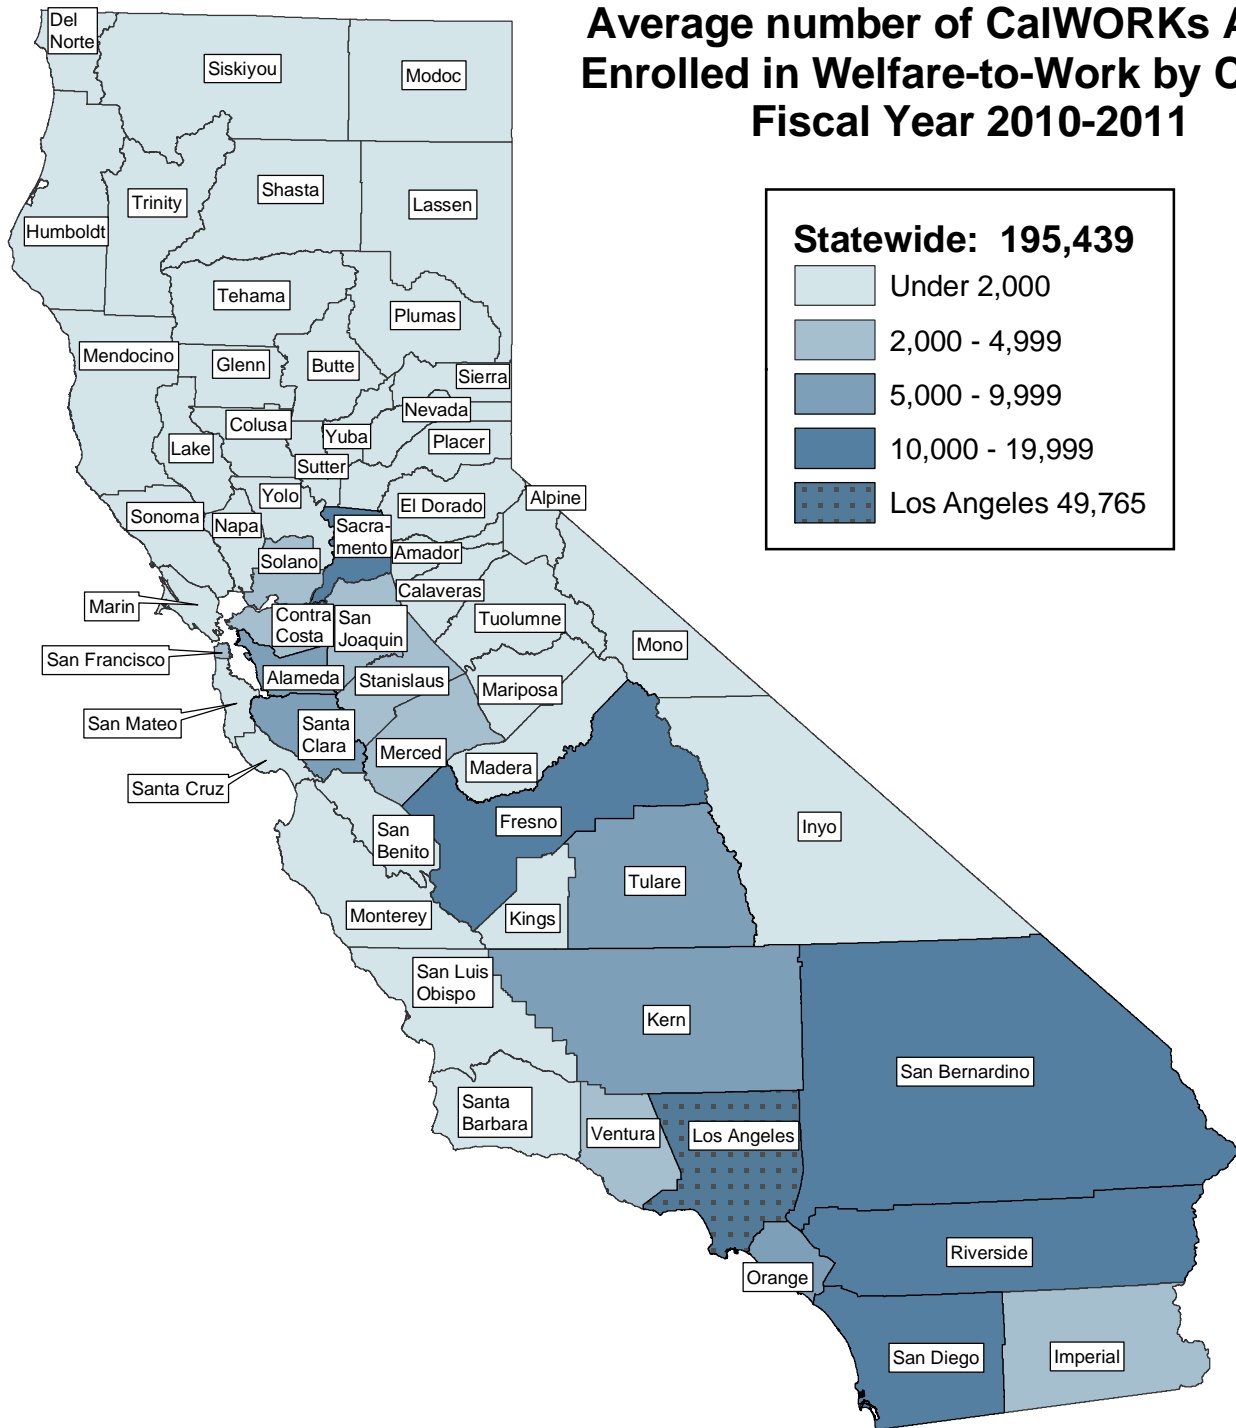 Average number of CalWORKs
Enrolled in Welfare-to-Work by
Fiscal Year 2010-2011
Statewide: 195,439
Under 2,000
2,000 - 4,999
5,000 - 9,999
10,000 - 19,999
Los Angeles 49,765
Del
Norte
Siskiyou
Modoc
Humboldt
Trinity
Shasta
Lassen
Tehama
Plumas
Mendocino
Glenn
Butte
Sierra
Nevada
Colusa
Yuba
Placer
Lake
Sutter
Yolo
El Dorado
Alpine
Sonoma
Napa
Sacra-
mento
Solano
Amador
Calaveras
Marin
Contra
Costa
San
Joaquin
Tuolumne
Mono
San Francisco
Alameda
Stanislaus
Mariposa
San Mateo
Santa
Clara
Merced
Madera
Santa Cruz
San
Benito
Fresno
Inyo
Tulare
Monterey
Kings
San Luis
Obispo
Kern
San Bernardino
Santa
Barbara
Ventura
Los Angeles
Riverside
Orange
San Diego
Imperial